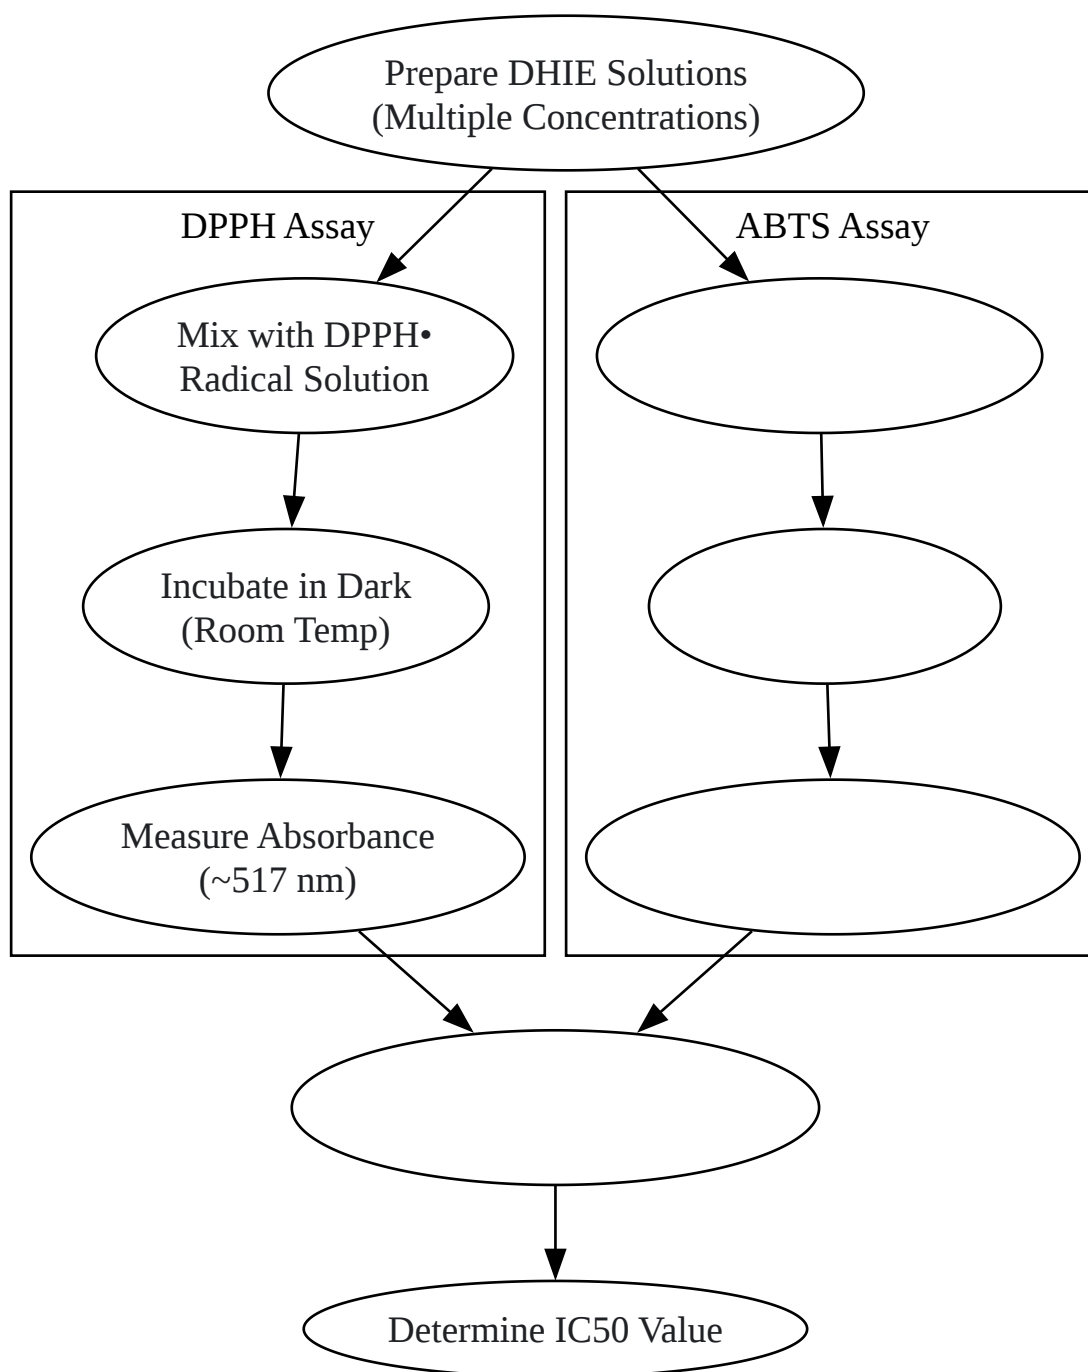 Prepare DHIE Solutions
(Multiple Concentrations)
DPPH Assay
Mix with DPPH•
Radical Solution
Incubate in Dark
(Room Temp)
Measure Absorbance
(~517 nm)
ABTS Assay
Determine IC50 Value